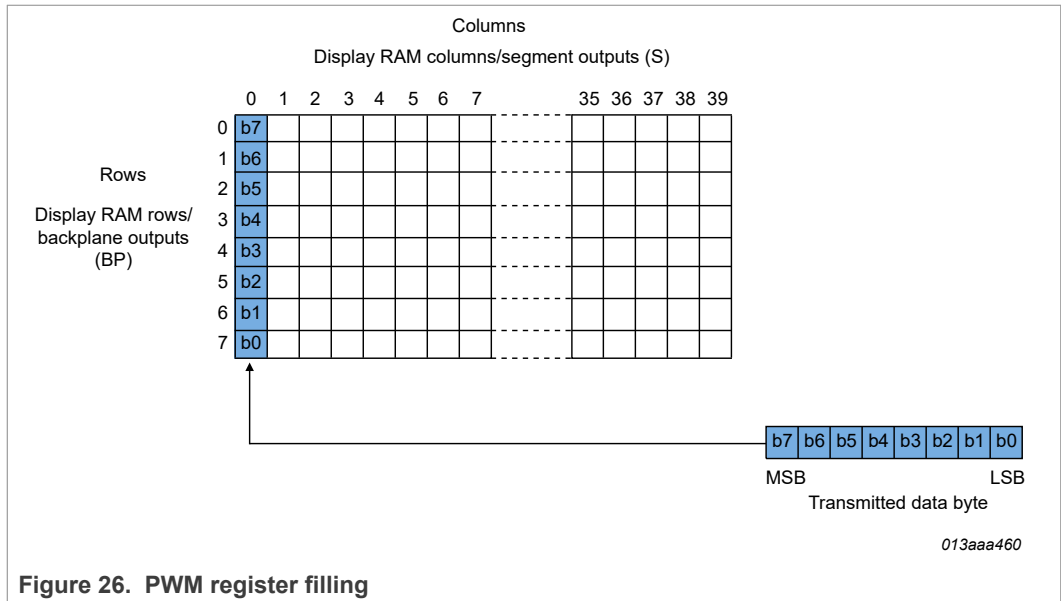 Columns
Display RAM columns/segment outputs (S)
0 1 2 3 4 5 6 7 35 36 37 38 39
0 b7
1 b6
Rows
2 b5
Display RAM rows/
3 b4
backplane outputs
4 b3
(BP)
5 b2
6 b1
7 b0
b7 b6 b5 b4 b3 b2 b1 b0
MSB LSB
Transmitted data byte
013aaa460
Figure 26. PWM register filling